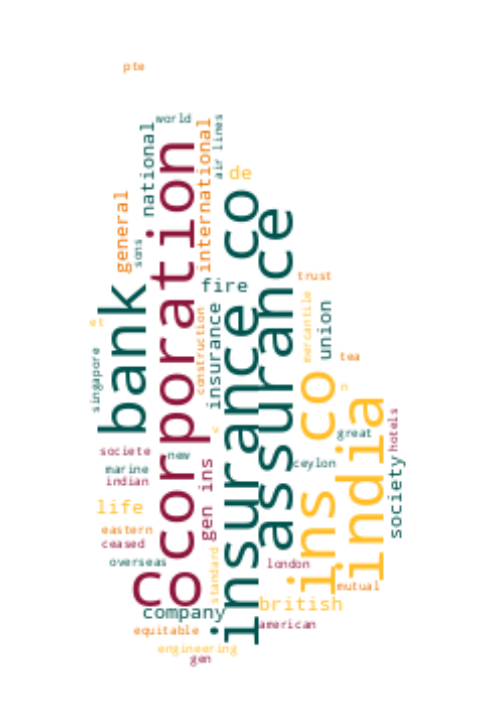 pte
world
national
corporation
international
air lines
de
general
sons
insurance co
assurance
bank
fire
trust
et
construction
insurance
mercantile
union
singapore
tea
ins co
n
india
great
hotels
societe
new
gen ins
ceylon
society
marine
indian
life
eastern
ceased
standard
overseas
london
co
mutual
company
british
equitable
american
engineering
gen